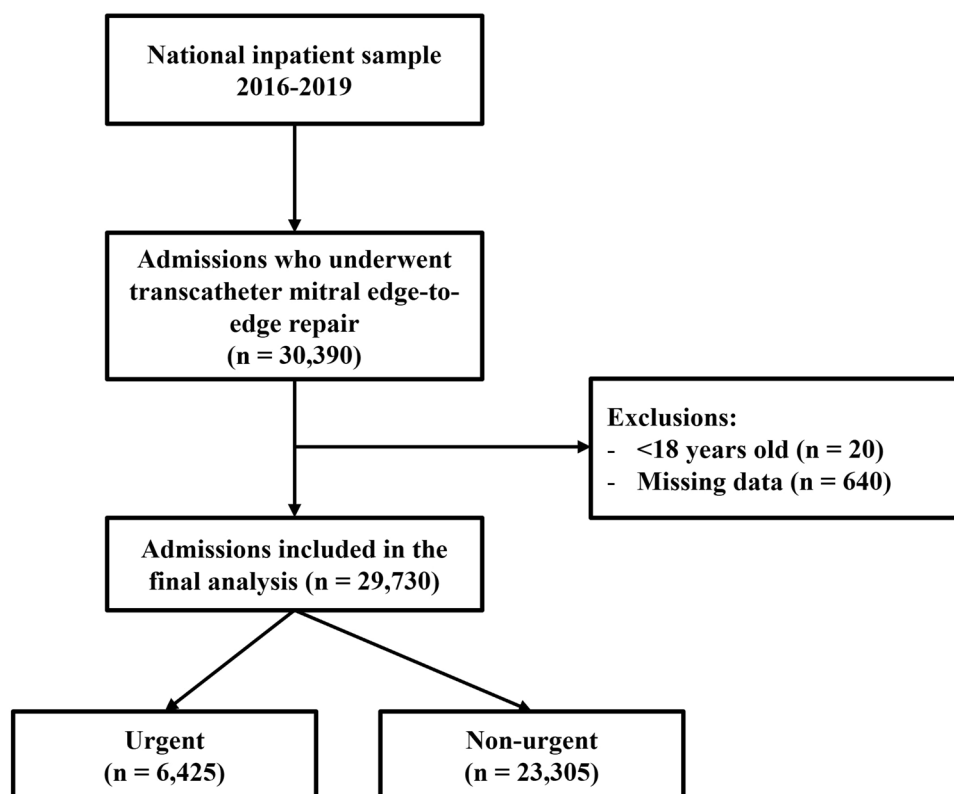 National inpatient sample
2016-2019
Admissions who underwent
transcatheter mitral edge-to-
edge repair
(n = 30,390)
Exclusions:
- <18 years old (n = 20)
- Missing data (n = 640)
Admissions included in the
final analysis (n = 29,730)
Urgent
(n = 6,425)
Non-urgent
(n = 23,305)